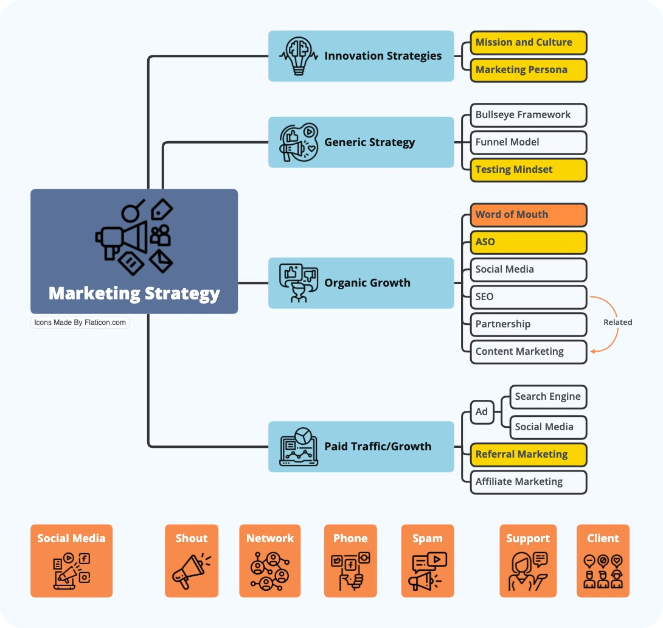 Innovation Strategies
Mission and Culture
Marketing Persona
Generic Strategy
Bullseye Framework
Funnel Model
Testing Mindset
Marketing Strategy
Icons Made By Flaticon.com
Organic Growth
Word of Mouth
ASO
Social Media
SEO
Partnership
Content Marketing
Related
Paid Traffic/Growth
Ad
Search Engine
Social Media
Referral Marketing
Affiliate Marketing
Social Media
Shout
Network
Phone
Spam
Support
Client